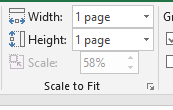 Width: 1 page
Height: 1 page
Scale: 58%
Scale to Fit